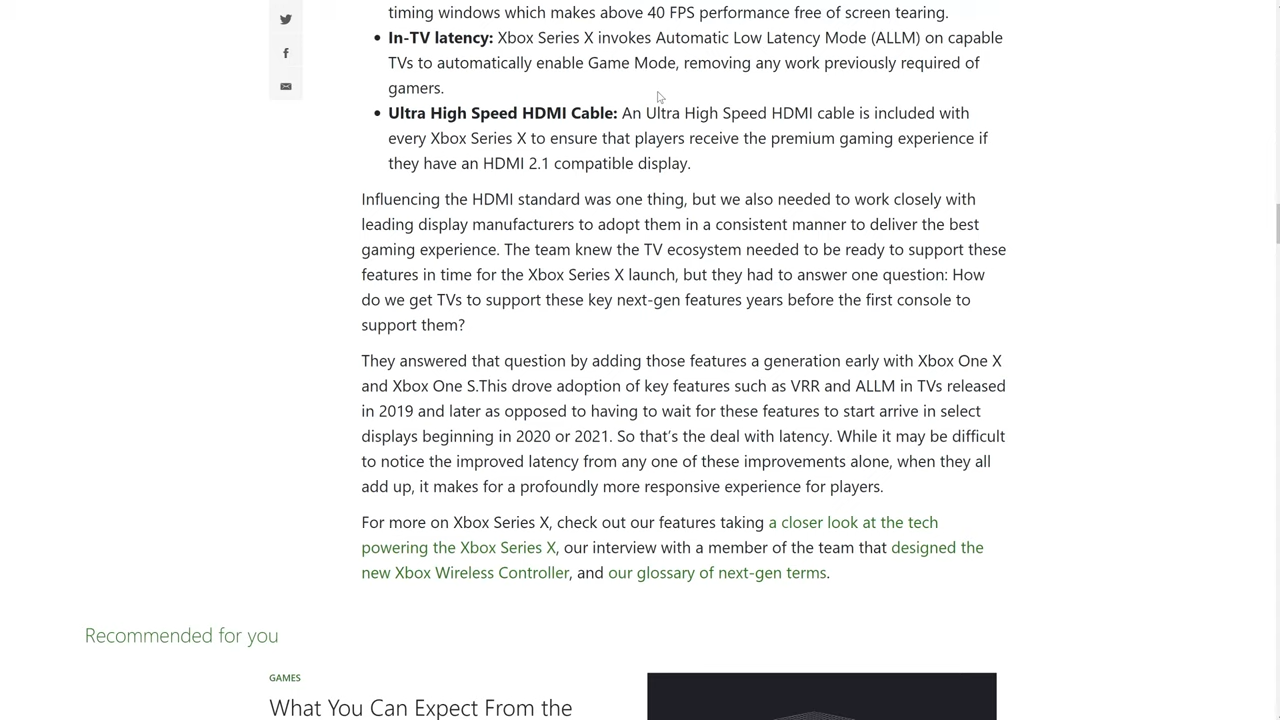 timing windows which makes above 40 FPS performance free of screen tearing.
• In-TV latency: Xbox Series X invokes Automatic Low Latency Mode (ALLM) on capable
TVs to automatically enable Game Mode, removing any work previously required of
gamers.
• Ultra High Speed HDMI Cable: An Ultra High Speed HDMI cable is included with
every Xbox Series X to ensure that players receive the premium gaming experience if
they have an HDMI 2.1 compatible display.
Influencing the HDMI standard was one thing, but we also needed to work closely with
leading display manufacturers to adopt them in a consistent manner to deliver the best
gaming experience. The team knew the TV ecosystem needed to be ready to support these
features in time for the Xbox Series X launch, but they had to answer one question: How
do we get TVs to support these key next-gen features years before the first console to
support them?
They answered that question by adding those features a generation early with Xbox One X
and Xbox One S.This drove adoption of key features such as VRR and ALLM in TVs released
in 2019 and later as opposed to having to wait for these features to start arrive in select
displays beginning in 2020 or 2021. So that’s the deal with latency. While it may be difficult
to notice the improved latency from any one of these improvements alone, when they all
add up, it makes for a profoundly more responsive experience for players.
For more on Xbox Series X, check out our features taking a closer look at the tech
powering the Xbox Series X, our interview with a member of the team that designed the
new Xbox Wireless Controller, and our glossary of next-gen terms.
Recommended for you
GAMES
What You Can Expect From the